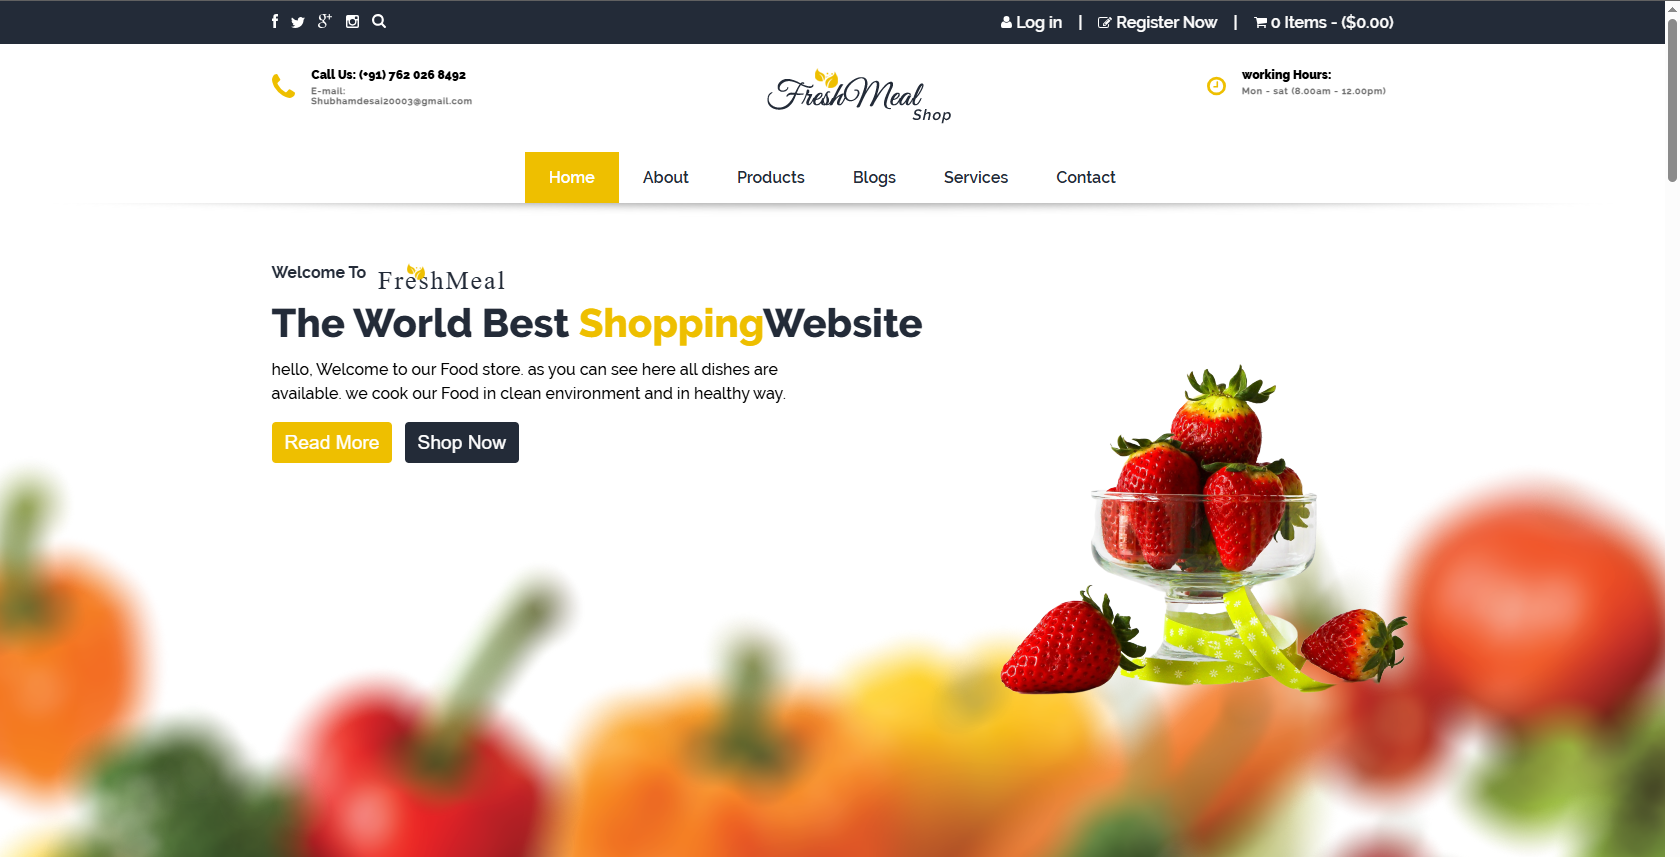 Log in | Register Now | 0 Items - ($0.00)
Call Us: (+91) 762 026 8492
E-mail:
Shubhamdesai20003@gmail.com
FreshMeal
Shop
working Hours:
Mon - sat (8.00am - 12.00pm)
Home About Products Blogs Services Contact
Welcome To FreshMeal
The World Best ShoppingWebsite
hello, Welcome to our Food store. as you can see here all dishes are
available. we cook our Food in clean environment and in healthy way.
Read More Shop Now